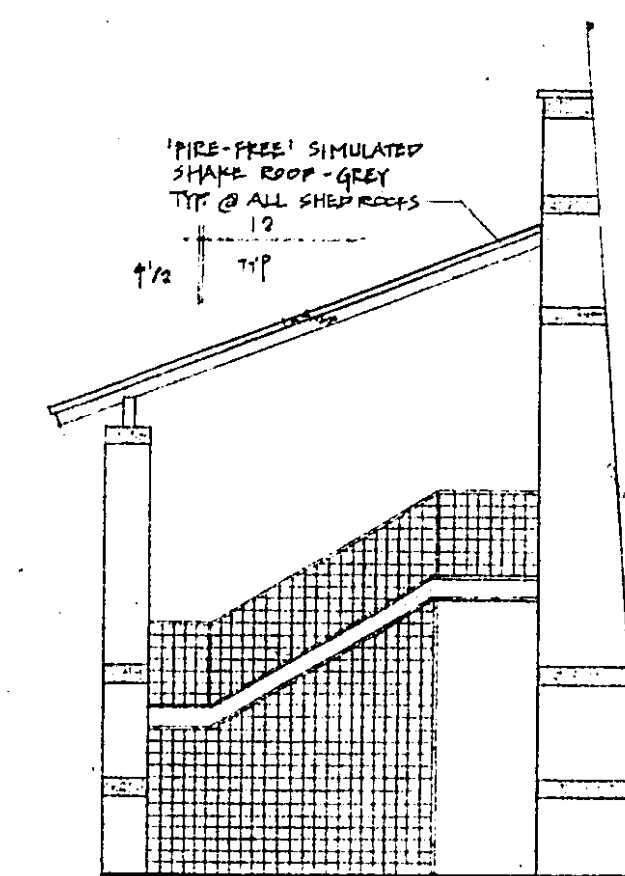 'FIRE-FREE' SIMULATED
SHAKE ROOF - GREY
TYP. @ ALL SHED ROOFS
12
4 1/2 TYP